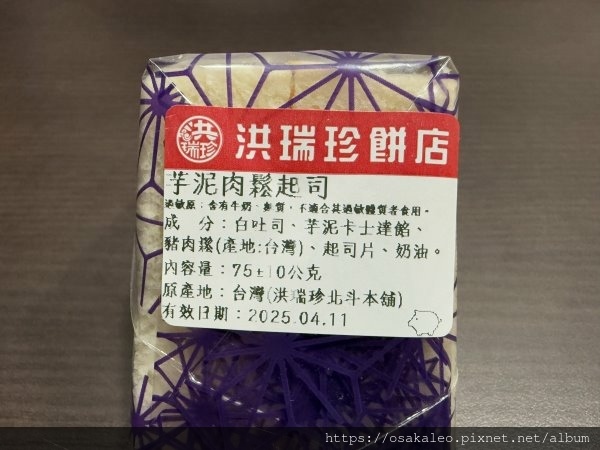 洪瑞珍
洪瑞珍餅店
芋泥肉鬆起司
過敏原：含有牛奶、麩質，不適合其過敏體質者食用。
成 分：白吐司、芋泥卡士達餡、
豬肉鬆(產地:台灣)、起司片、奶油。
內容量：75±10公克
原產地：台灣(洪瑞珍北斗本舖)
有效日期：2025.04.11
https://osakaleo.pixnet.net/album